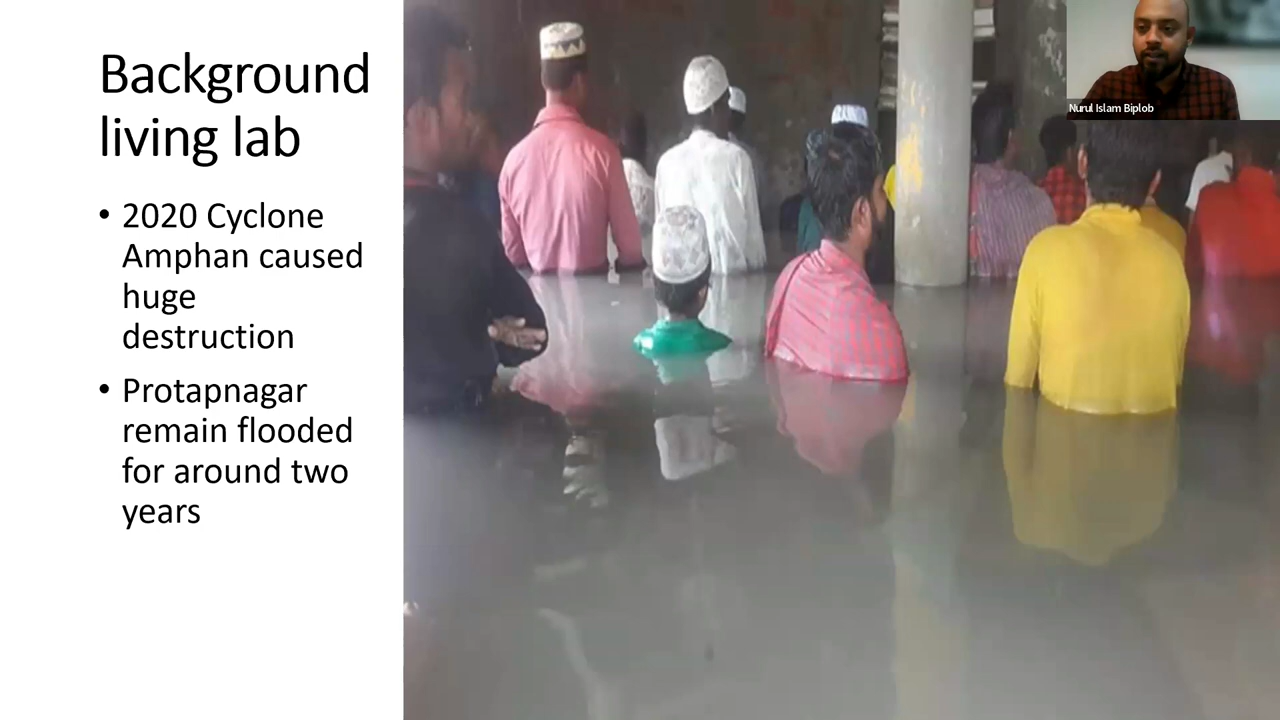 Background
living lab
• 2020 Cyclone
Amphan caused
huge
destruction
• Protapnagar
remain flooded
for around two
years
Nurul Islam Biplob